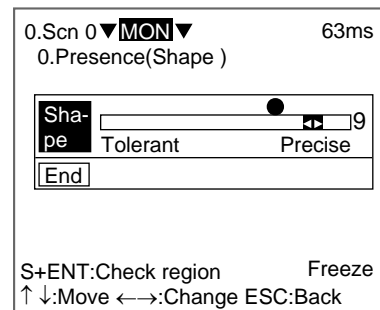 0.Scn 0▼MON▼ 63ms
0.Presence(Shape )
Sha-
pe
9
Tolerant Precise
End
S+ENT:Check region Freeze
↑ ↓:Move ←→:Change ESC:Back